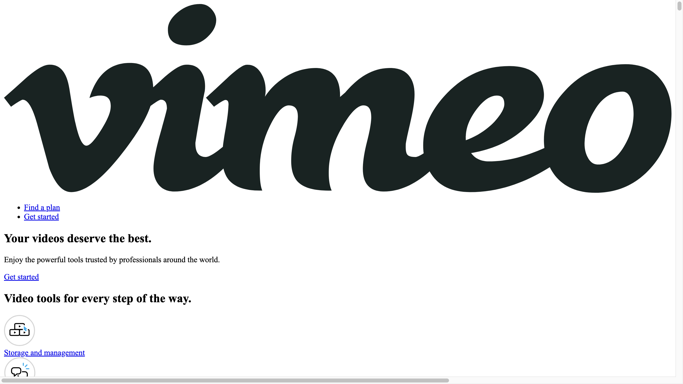 vimeo
Find a plan
Get started
Your videos deserve the best.
Enjoy the powerful tools trusted by professionals around the world.
Get started
Video tools for every step of the way.
Storage and management